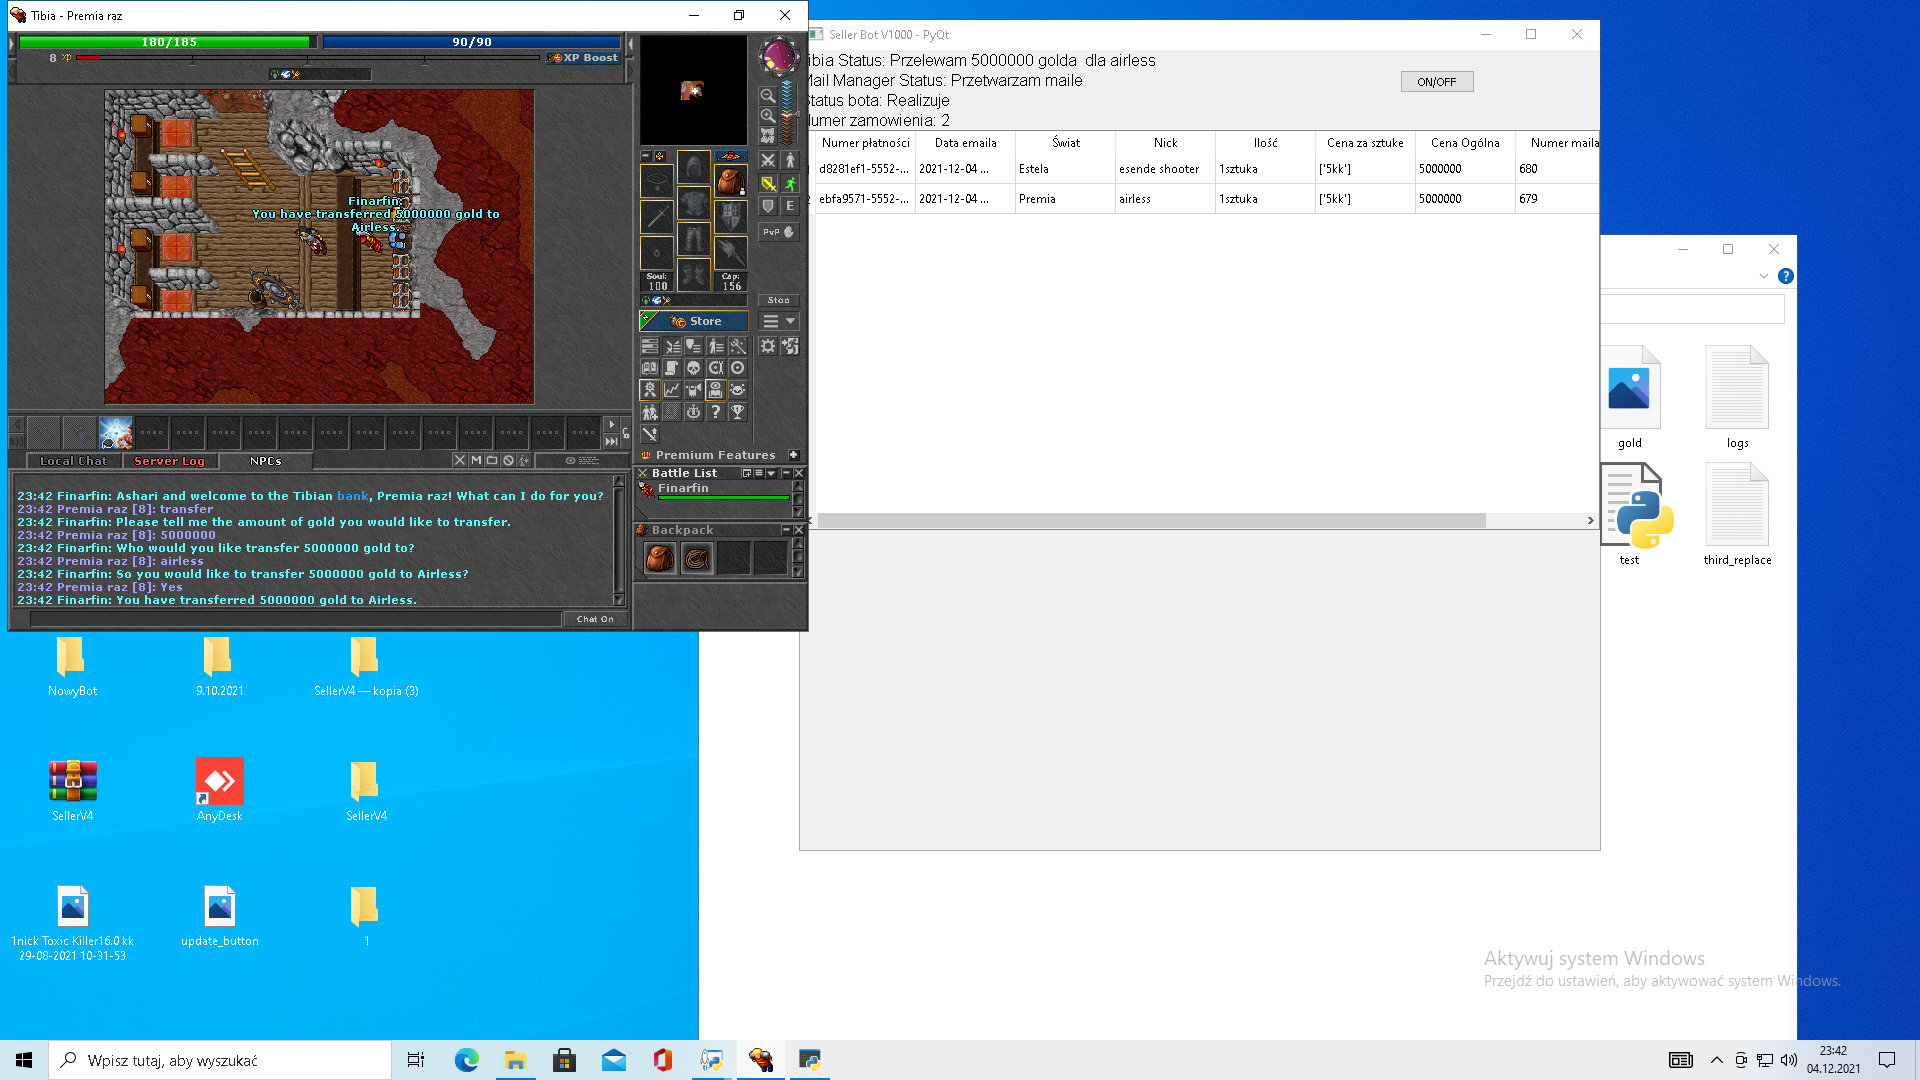 Tibia - Premia raz
180/185
90/90
8 XP
XP Boost
Finarfin:
You have transferred 5000000 gold to
Airless.
Soul:
100
Cap:
156
E
PvP
Stop
Store
Premium Features
Battle List
Finarfin
Backpack
Local Chat
Server Log
NPCs
M
23:42 Finarfin: Ashari and welcome to the Tibian bank, Premia raz! What can I do for you?
23:42 Premia raz [8]: transfer
23:42 Finarfin: Please tell me the amount of gold you would like to transfer.
23:42 Premia raz [8]: 5000000
23:42 Finarfin: Who would you like transfer 5000000 gold to?
23:42 Premia raz [8]: airless
23:42 Finarfin: So you would like to transfer 5000000 gold to Airless?
23:42 Premia raz [8]: Yes
23:42 Finarfin: You have transferred 5000000 gold to Airless.
Chat On
Seller Bot V1000 - PyQt
ibia Status: Przelewam 5000000 golda dla airless
Mail Manager Status: Przetwarzam maile
Status bota: Realizuje
Numer zamowienia: 2
ON/OFF
Numer płatności Data emaila Świat Nick Ilość Cena za sztuke Cena Ogólna Numer maila
d8281ef1-5552-... 2021-12-04 ... Estela esende shooter 1sztuka ['5kk'] 5000000 680
2 ebfa9571-5552-... 2021-12-04 ... Premia airless 1sztuka ['5kk'] 5000000 679
gold
logs
test
third_replace
NowyBot
9.10.2021
SellerV4 — kopia (3)
SellerV4
AnyDesk
SellerV4
1nick Toxic Killer16.0 kk
29-08-2021 10-31-53
update_button
1
Aktywuj system Windows
Przejdź do ustawień, aby aktywować system Windows.
Wpisz tutaj, aby wyszukać
23:42
04.12.2021